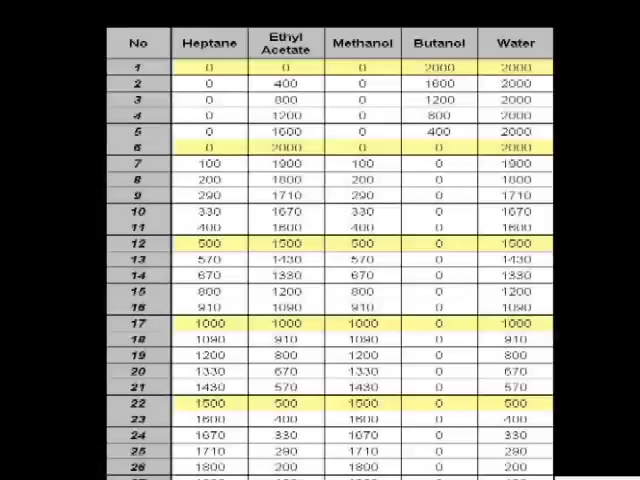 No Heptane Ethyl Acetate Methanol Butanol Water
1 0 0 0 2000 2000
2 0 400 0 1600 2000
3 0 800 0 1200 2000
4 0 1200 0 800 2000
5 0 1600 0 400 2000
6 0 2000 0 0 2000
7 100 1900 100 0 1900
8 200 1800 200 0 1800
9 290 1710 290 0 1710
10 330 1670 330 0 1670
11 400 1600 400 0 1600
12 500 1500 500 0 1500
13 570 1430 570 0 1430
14 670 1330 670 0 1330
15 800 1200 800 0 1200
16 910 1090 910 0 1090
17 1000 1000 1000 0 1000
18 1090 910 1090 0 910
19 1200 800 1200 0 800
20 1330 670 1330 0 670
21 1430 570 1430 0 570
22 1500 500 1500 0 500
23 1600 400 1600 0 400
24 1670 330 1670 0 330
25 1710 290 1710 0 290
26 1800 200 1800 0 200